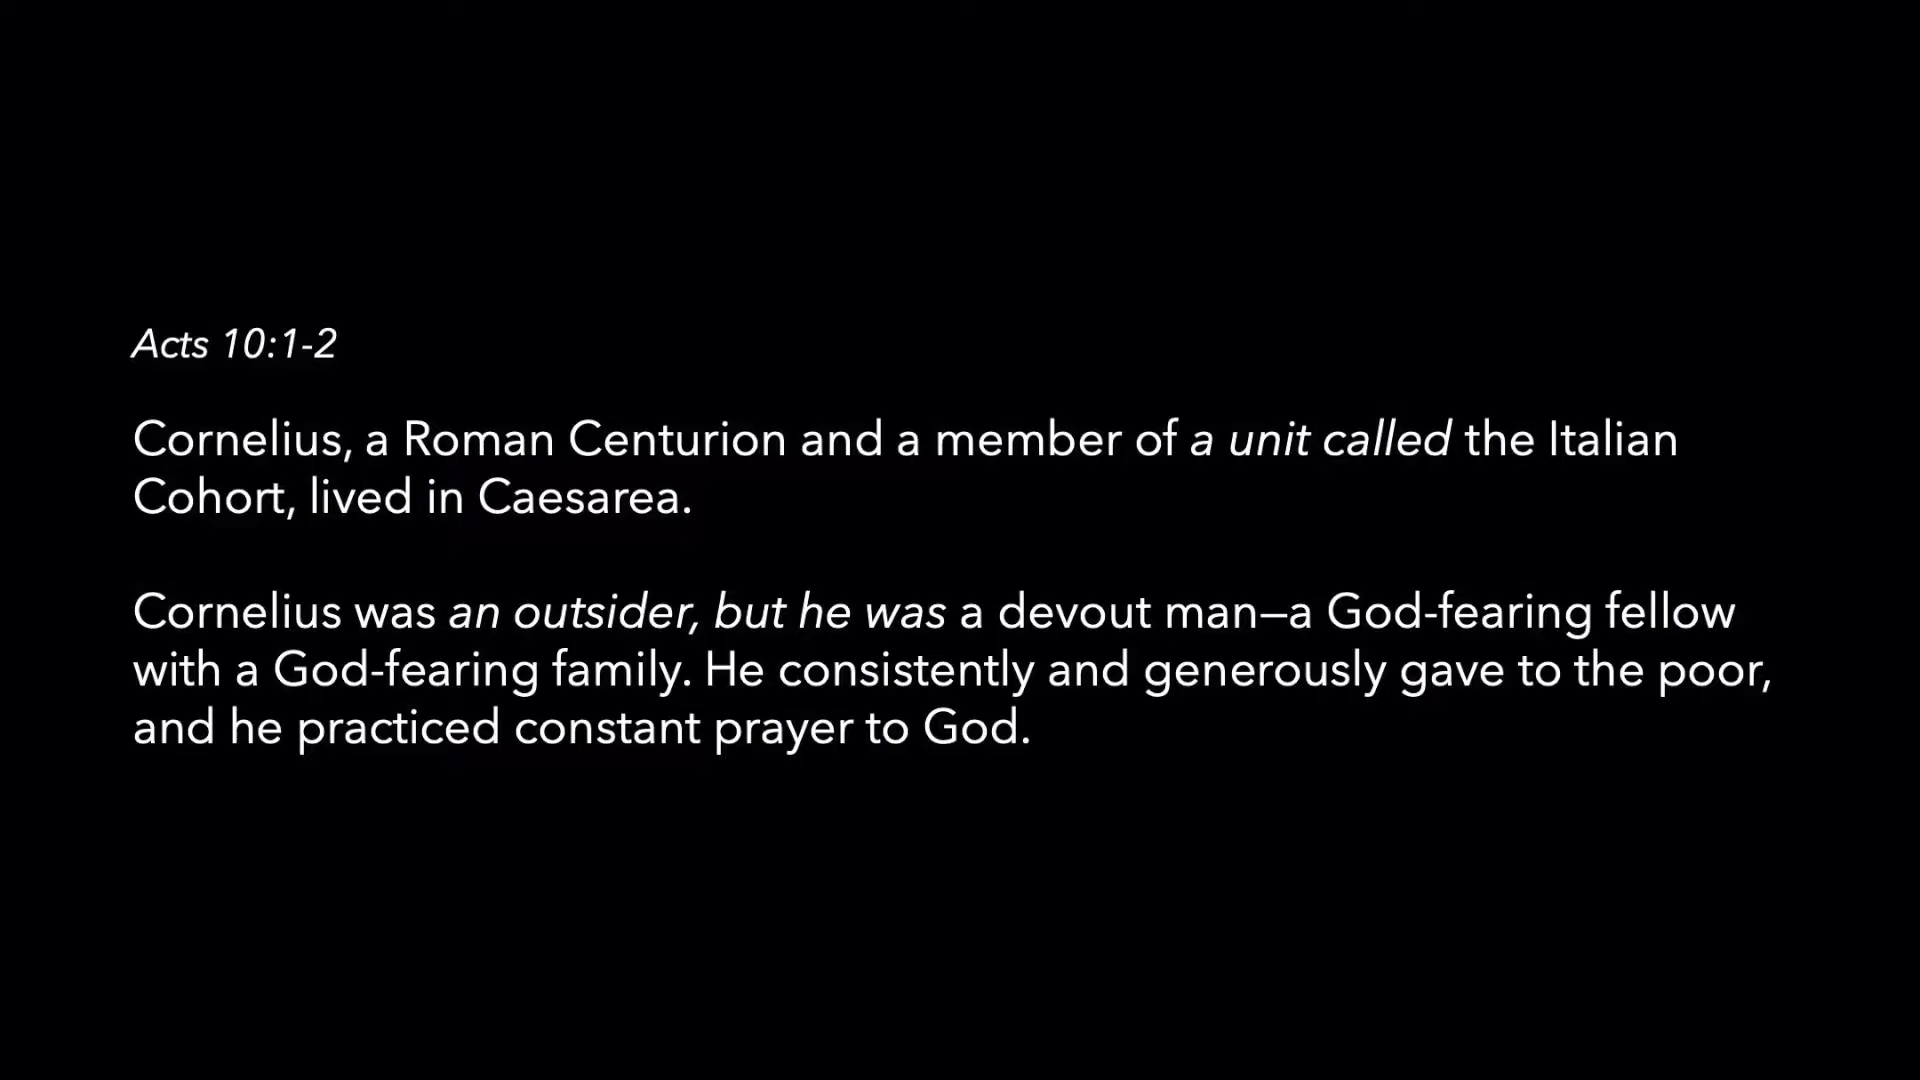 Acts 10:1-2
Cornelius, a Roman Centurion and a member of a unit called the Italian
Cohort, lived in Caesarea.
Cornelius was an outsider, but he was a devout man—a God-fearing fellow
with a God-fearing family. He consistently and generously gave to the poor,
and he practiced constant prayer to God.